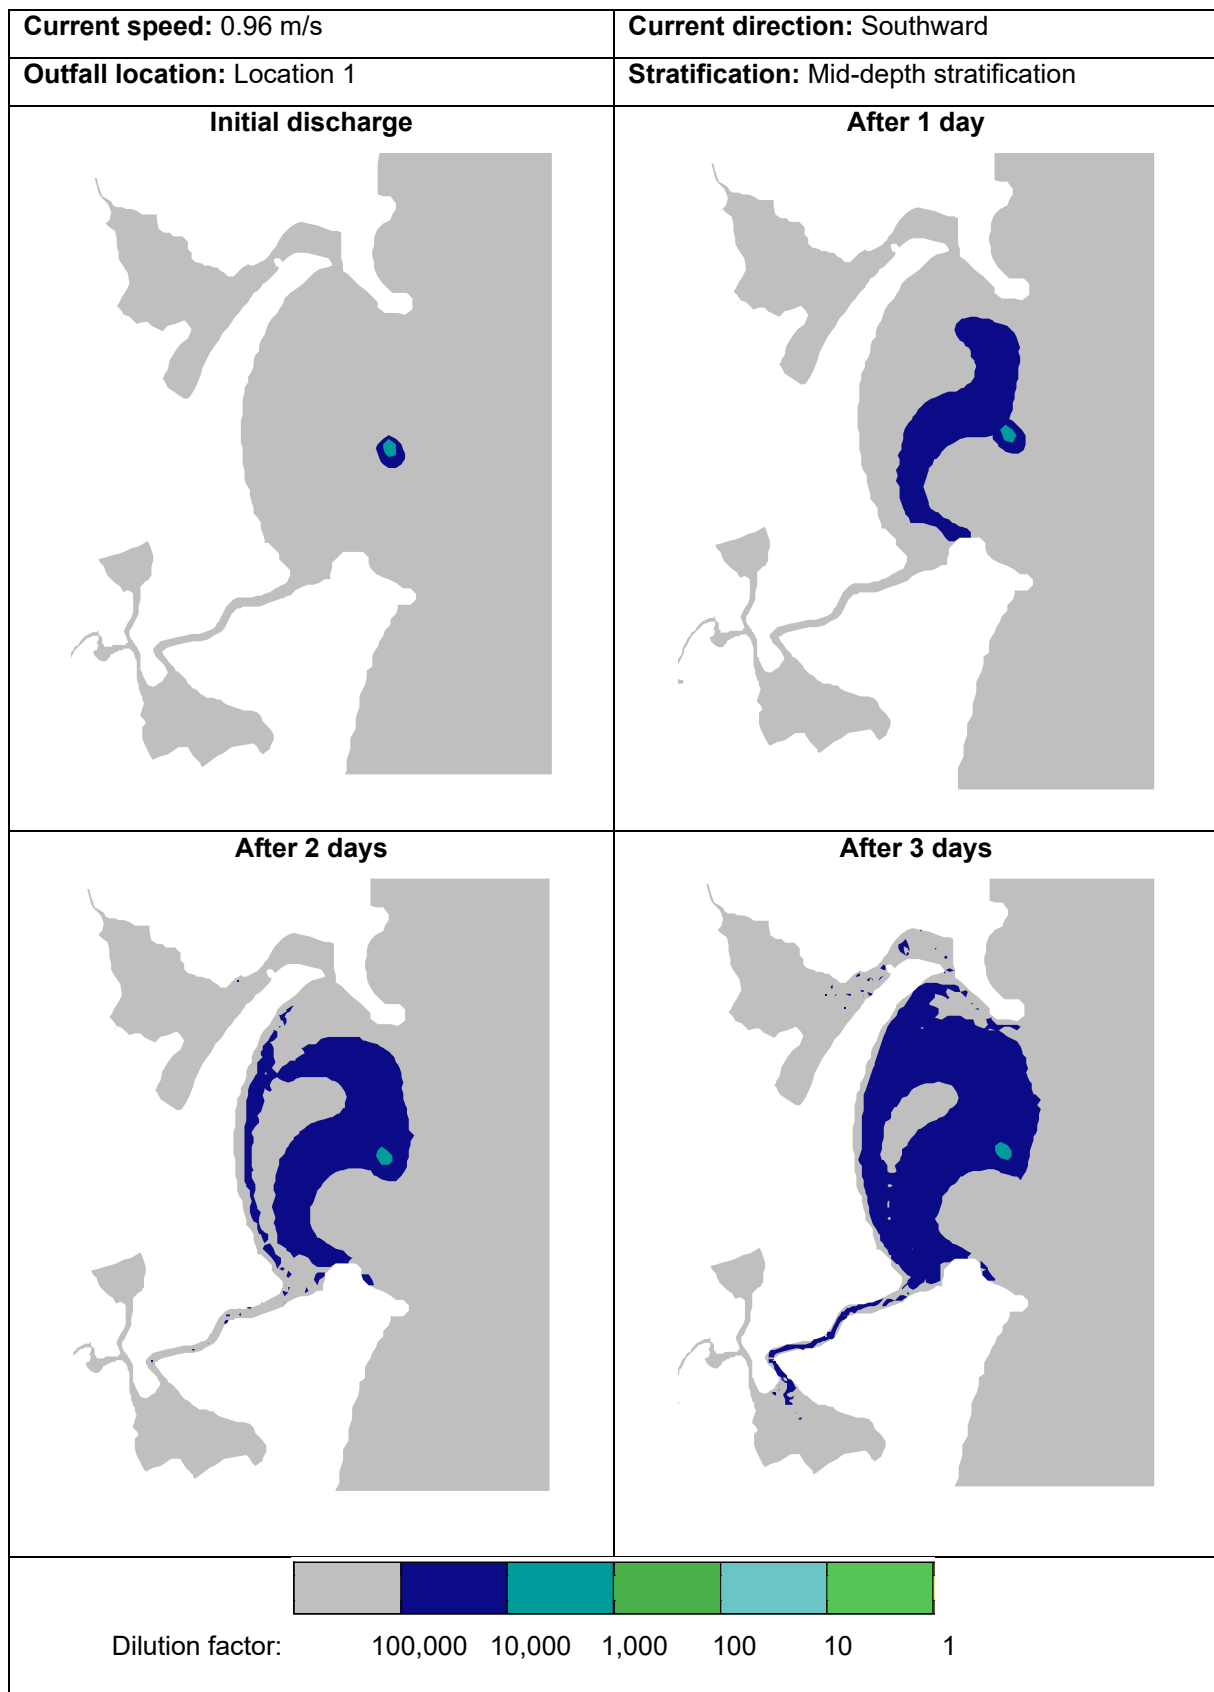 Current speed: 0.96 m/s
Current direction: Southward
Outfall location: Location 1
Stratification: Mid-depth stratification
Initial discharge
After 1 day
After 2 days
After 3 days
Dilution factor: 100,000 10,000 1,000 100 10 1